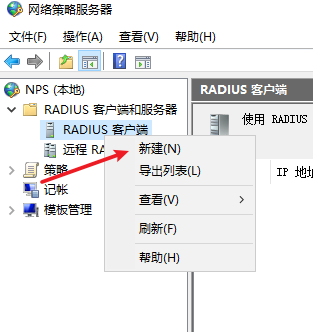 网络策略服务器
文件(F) 操作(A) 查看(V) 帮助(H)
NPS (本地)
RADIUS 客户端和服务器
RADIUS 客户端
远程 RA
策略
记帐
模板管理
新建(N)
导出列表(L)
查看(V)
刷新(F)
帮助(H)
RADIUS 客户端
使用 RADIUS
IP 地址